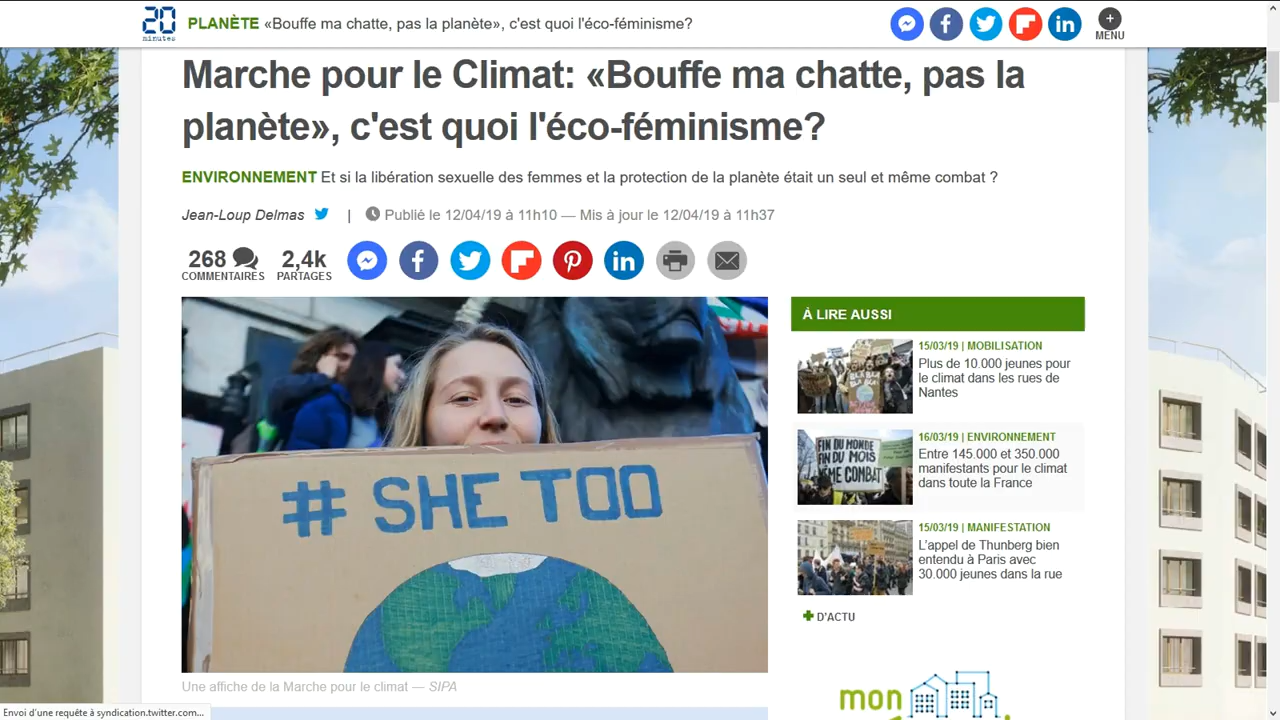 20 minutes
PLANÈTE «Bouffe ma chatte, pas la planète», c'est quoi l'éco-féminisme?
MENU
Marche pour le Climat: «Bouffe ma chatte, pas la
planète», c'est quoi l'éco-féminisme?
ENVIRONNEMENT Et si la libération sexuelle des femmes et la protection de la planète était un seul et même combat ?
Jean-Loup Delmas | Publié le 12/04/19 à 11h10 — Mis à jour le 12/04/19 à 11h37
268
COMMENTAIRES
2,4k
PARTAGES
# SHE TOO
Une affiche de la Marche pour le climat — SIPA
À LIRE AUSSI
15/03/19 | MOBILISATION
Plus de 10.000 jeunes pour
le climat dans les rues de
Nantes
FIN DU MONDE
FIN DU MOIS
MÊME COMBAT
16/03/19 | ENVIRONNEMENT
Entre 145.000 et 350.000
manifestants pour le climat
dans toute la France
15/03/19 | MANIFESTATION
L'appel de Thunberg bien
entendu à Paris avec
30.000 jeunes dans la rue
D'ACTU
mon
Envoi d'une requête à syndication.twitter.com...